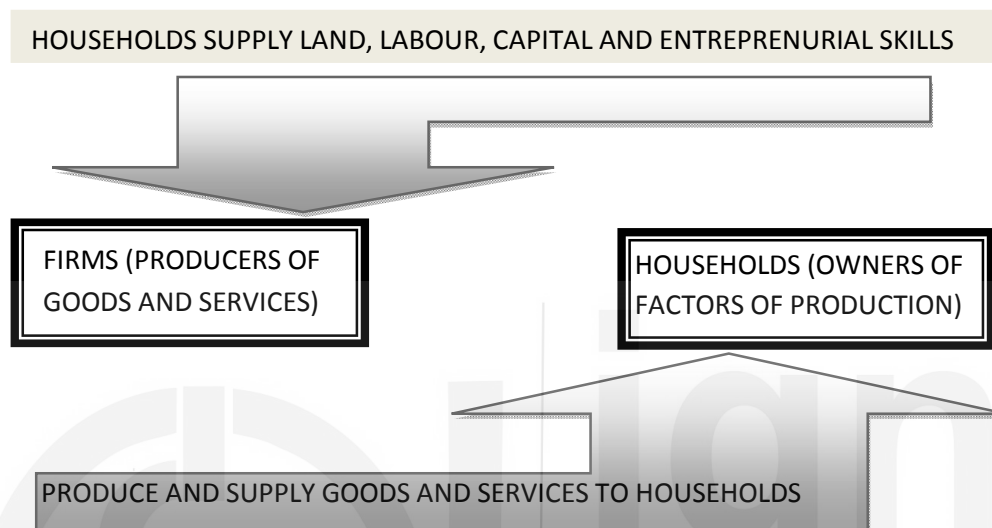 HOUSEHOLDS SUPPLY LAND, LABOUR, CAPITAL AND ENTREPRENURIAL SKILLS
FIRMS (PRODUCERS OF
GOODS AND SERVICES)
HOUSEHOLDS (OWNERS OF
FACTORS OF PRODUCTION)
PRODUCE AND SUPPLY GOODS AND SERVICES TO HOUSEHOLDS